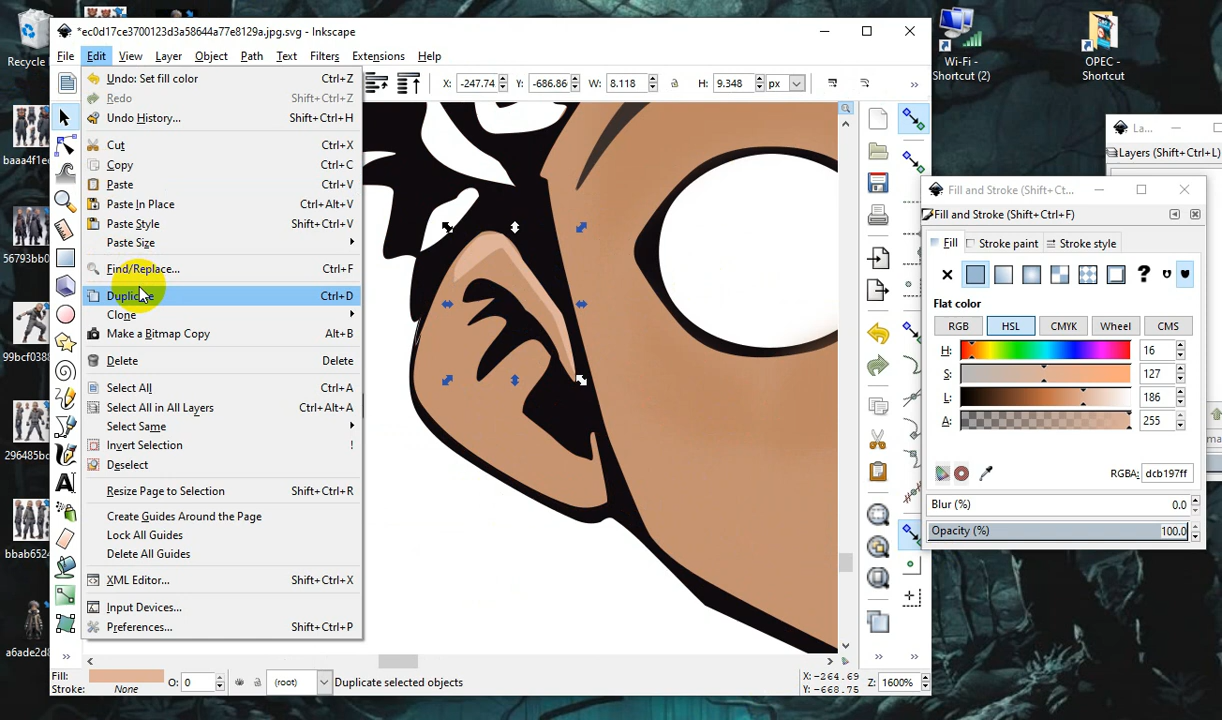 Recycle
baaa4f1e
56793bb0
99bcf038
296485bc
bbab6524
a6ade2d8
*ec0d17ce3700123d3a58644a77e8129a.jpg.svg - Inkscape
File Edit View Layer Object Path Text Filters Extensions Help
X: -247.74 Y: -686.86 W: 8.118 H: 9.348 px
Undo: Set fill color Ctrl+Z
Redo Shift+Ctrl+Z
Undo History... Shift+Ctrl+H
Cut Ctrl+X
Copy Ctrl+C
Paste Ctrl+V
Paste In Place Ctrl+Alt+V
Paste Style Shift+Ctrl+V
Paste Size
Find/Replace... Ctrl+F
Duplicate Ctrl+D
Clone
Make a Bitmap Copy Alt+B
Delete Delete
Select All Ctrl+A
Select All in All Layers Ctrl+Alt+A
Select Same
Invert Selection !
Deselect
Resize Page to Selection Shift+Ctrl+R
Create Guides Around the Page
Lock All Guides
Delete All Guides
XML Editor... Shift+Ctrl+X
Input Devices...
Preferences... Shift+Ctrl+P
Fill:
Stroke: None
O: 0
(root)
Duplicate selected objects
X: -264.69
Y: -668.75
Z: 1600%
Wi-Fi -
Shortcut (2)
OPEC -
Shortcut
La...
Layers (Shift+Ctrl+L)
Fill and Stroke (Shift+Ct...
Fill and Stroke (Shift+Ctrl+F)
Fill Stroke paint Stroke style
?
Flat color
RGB HSL CMYK Wheel CMS
H: 16
S: 127
L: 186
A: 255
RGBA: dcb197ff
Blur (%) 0.0
Opacity (%) 100.0